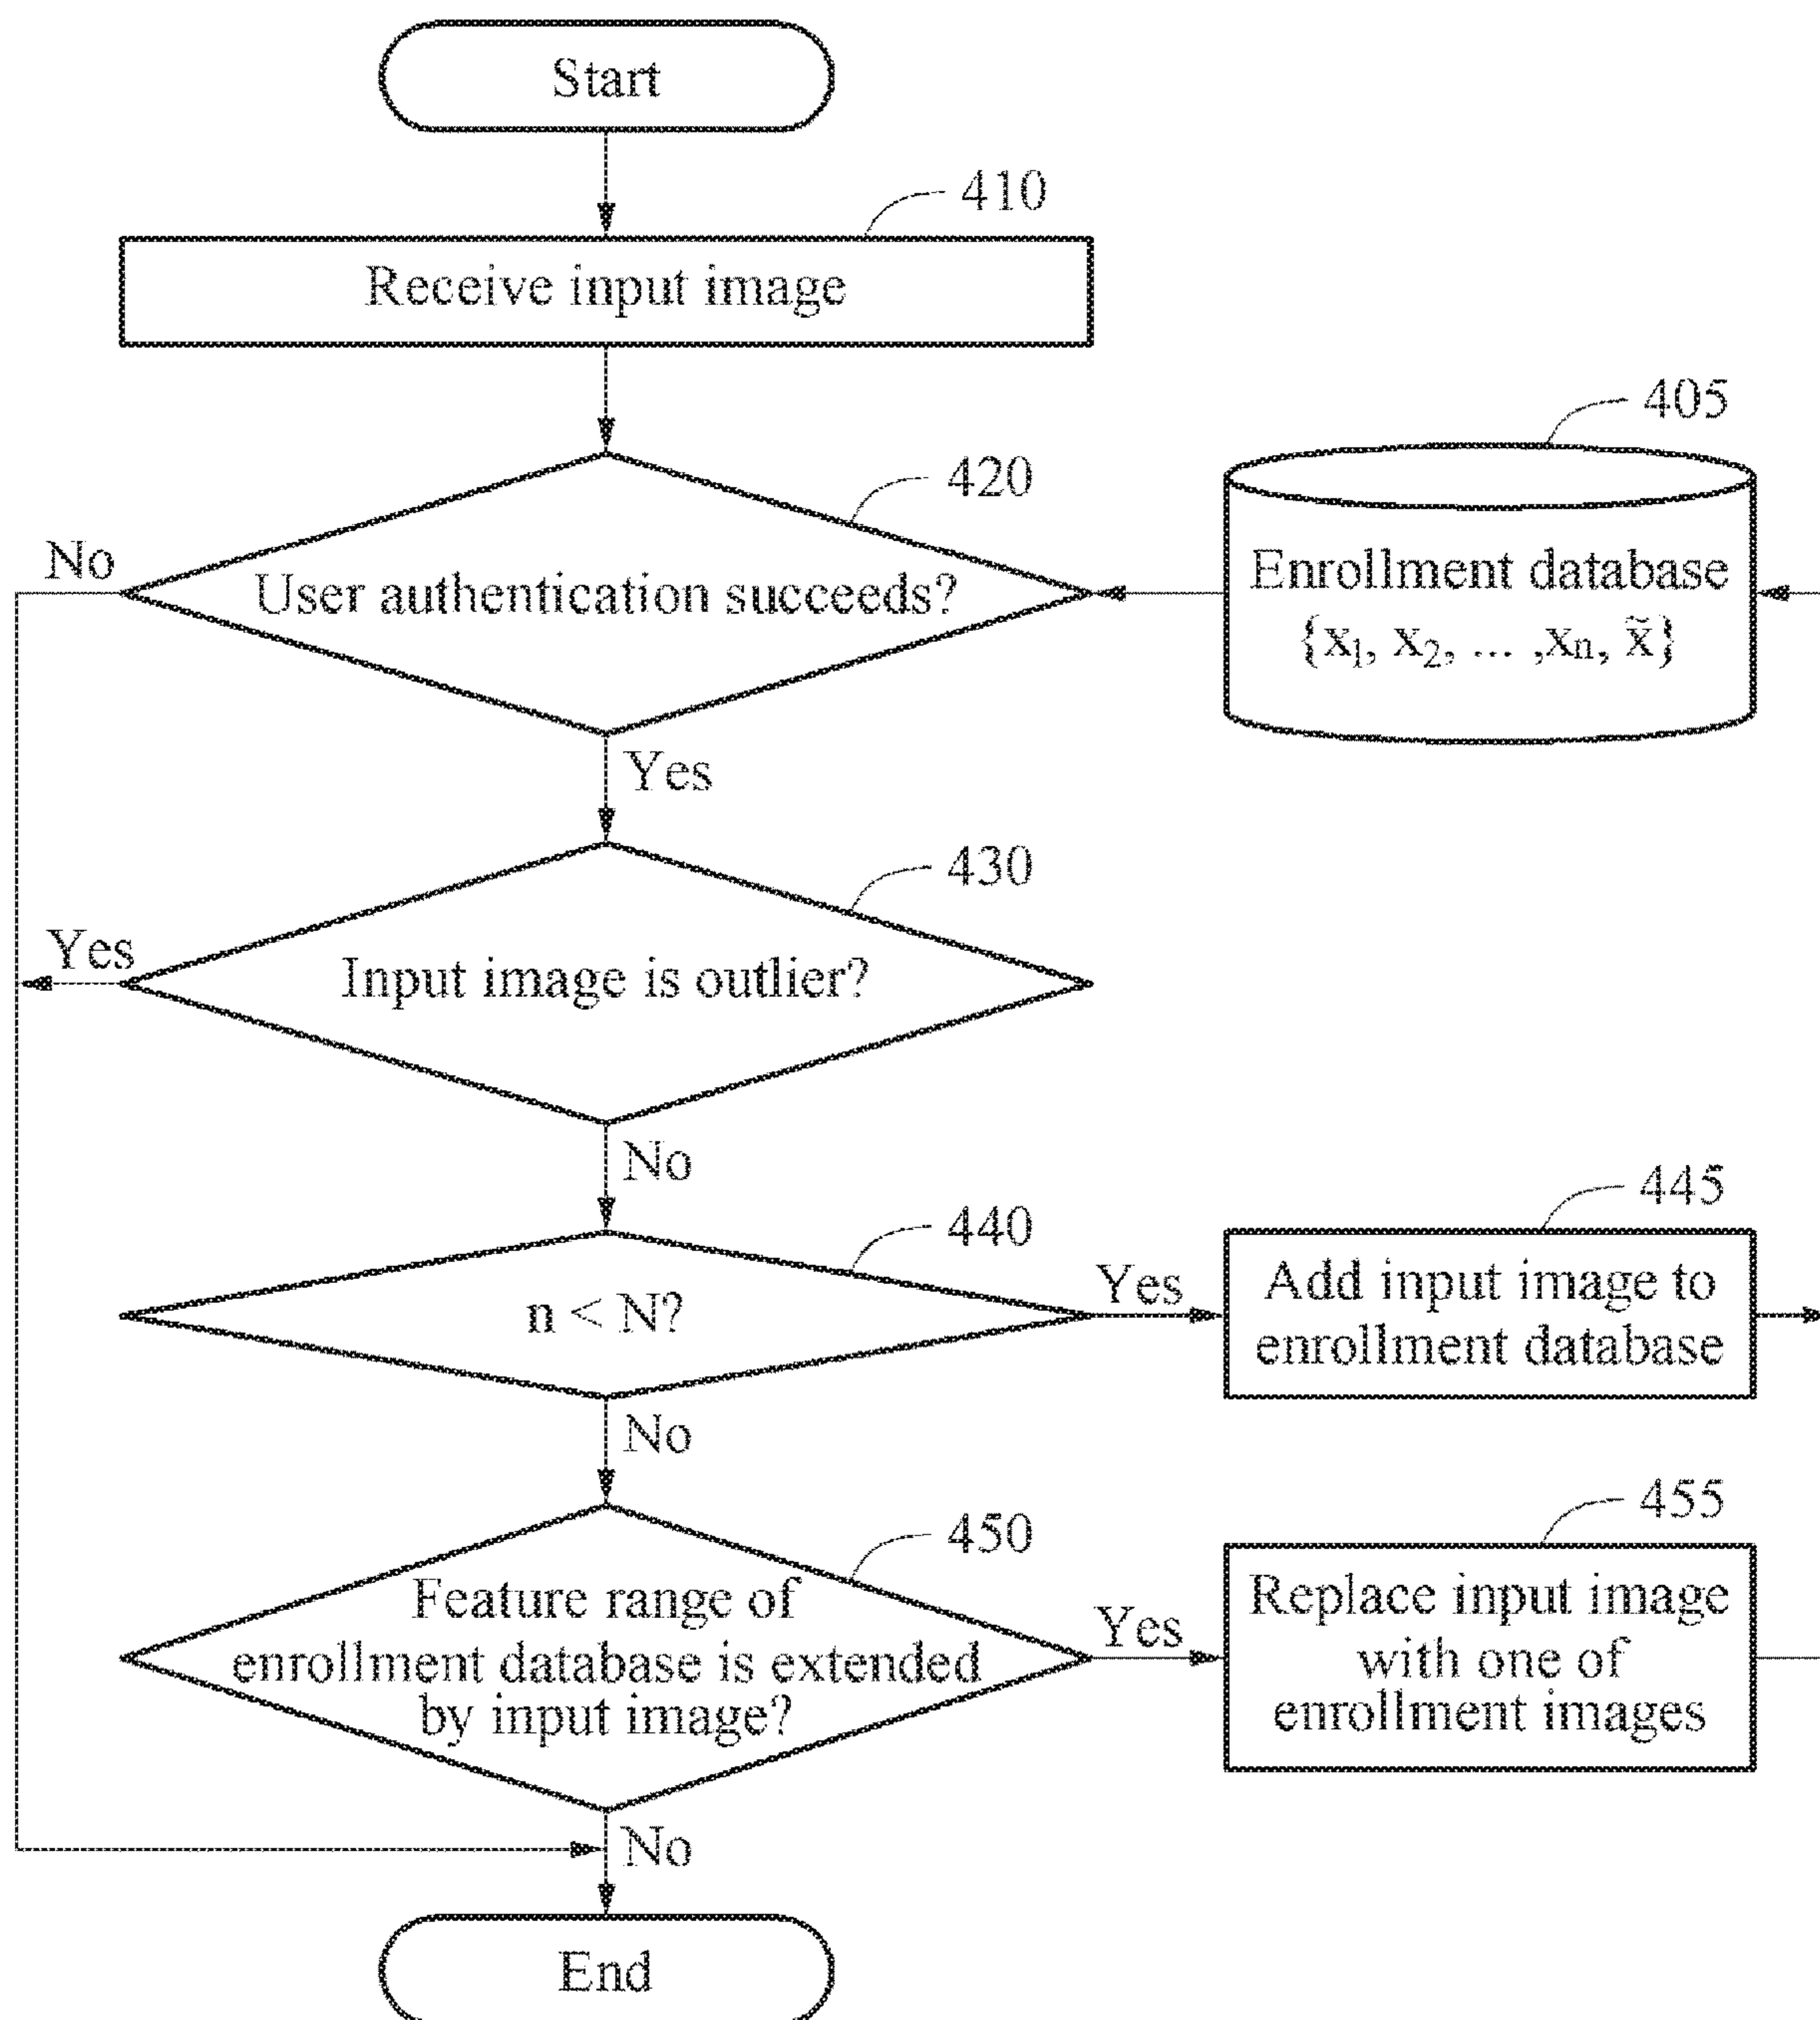 Start
410
Receive input image
405
420
No
User authentication succeeds?
Enrollment database
{x₁, x₂, ... ,xₙ, x̃}
Yes
430
Yes
Input image is outlier?
No
445
440
Yes
n < N?
Add input image to
enrollment database
No
455
450
Feature range of
enrollment database is extended
by input image?
Yes
Replace input image
with one of
enrollment images
No
End